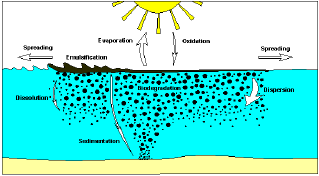 Evaporation
Oxidation
Spreading
Spreading
Emulsification
Biodegradation
Dissolution
Dispersion
Sedimentation